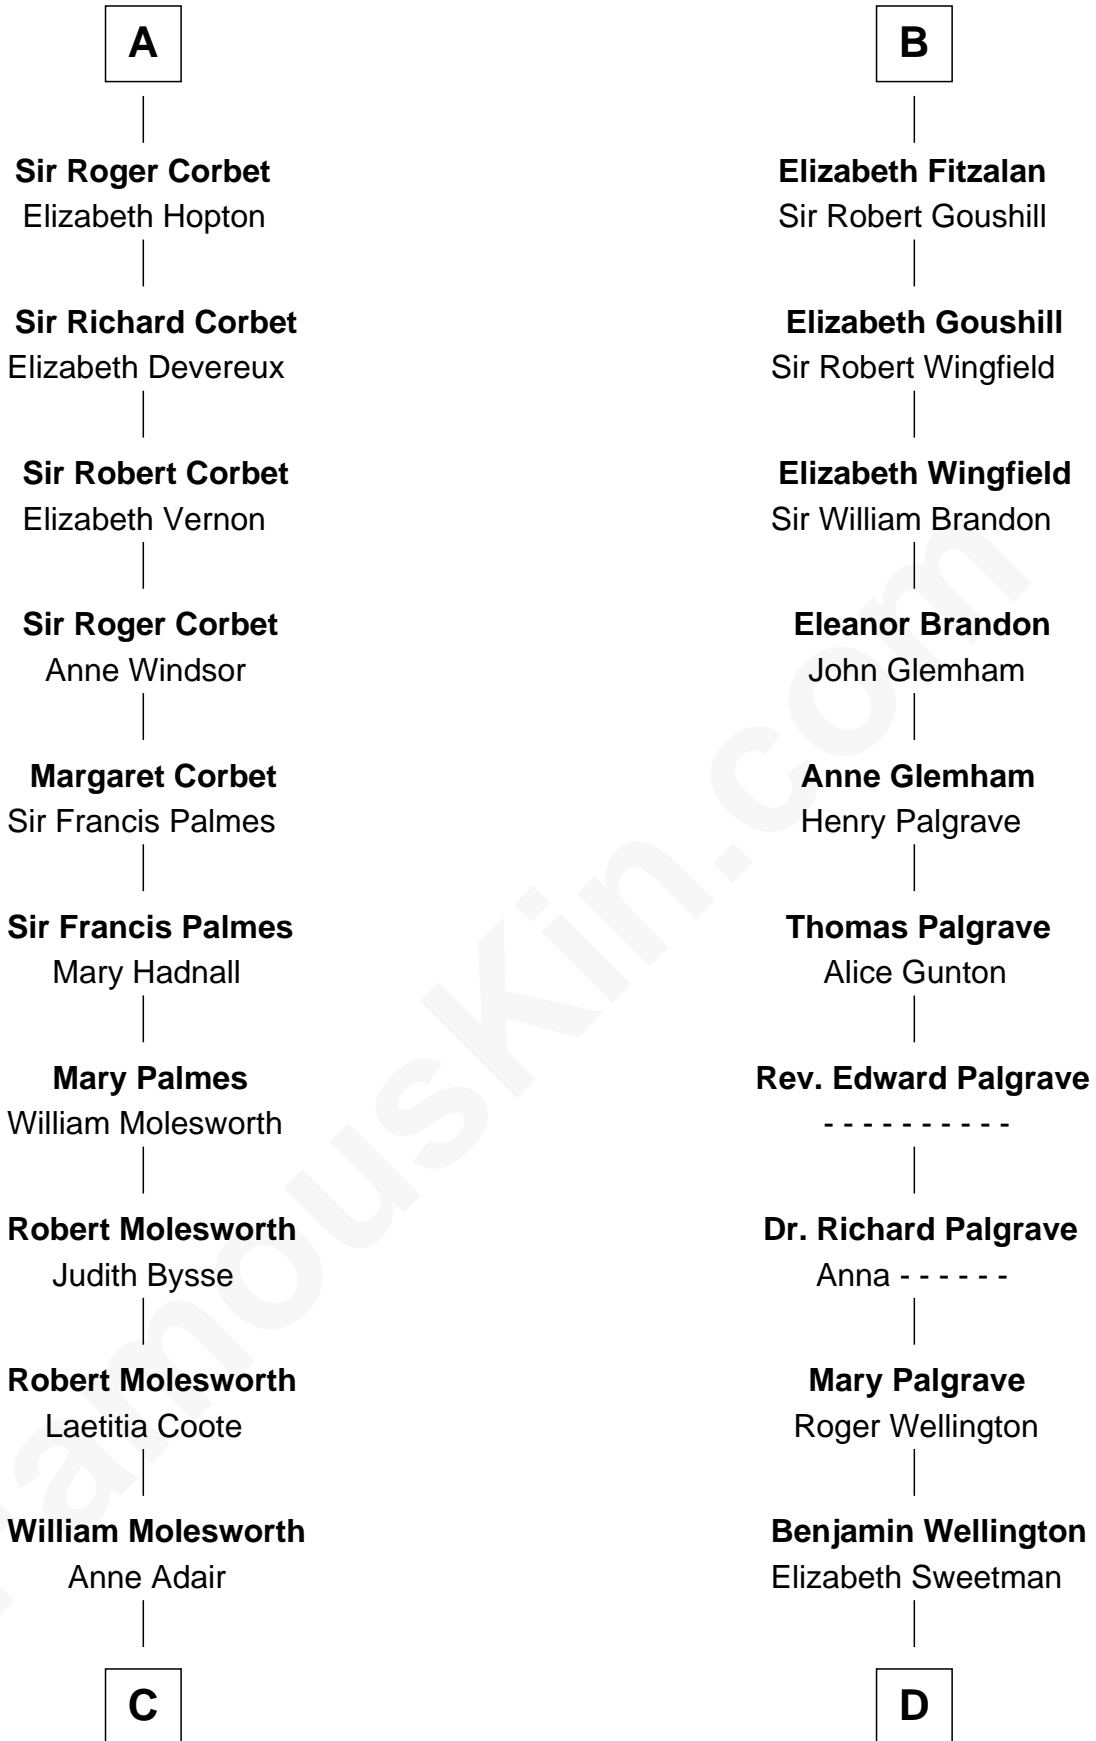 A
Sir Roger Corbet
Elizabeth Hopton
Sir Richard Corbet
Elizabeth Devereux
Sir Robert Corbet
Elizabeth Vernon
Sir Roger Corbet
Anne Windsor
Margaret Corbet
Sir Francis Palmes
Sir Francis Palmes
Mary Hadnall
Mary Palmes
William Molesworth
Robert Molesworth
Judith Bysse
Robert Molesworth
Laetitia Coote
William Molesworth
Anne Adair
C
B
Elizabeth Fitzalan
Sir Robert Goushill
Elizabeth Goushill
Sir Robert Wingfield
Elizabeth Wingfield
Sir William Brandon
Eleanor Brandon
John Glemham
Anne Glemham
Henry Palgrave
Thomas Palgrave
Alice Gunton
Rev. Edward Palgrave
- - - - - - - - - -
Dr. Richard Palgrave
Anna - - - - - -
Mary Palgrave
Roger Wellington
Benjamin Wellington
Elizabeth Sweetman
D
FamousKin.com